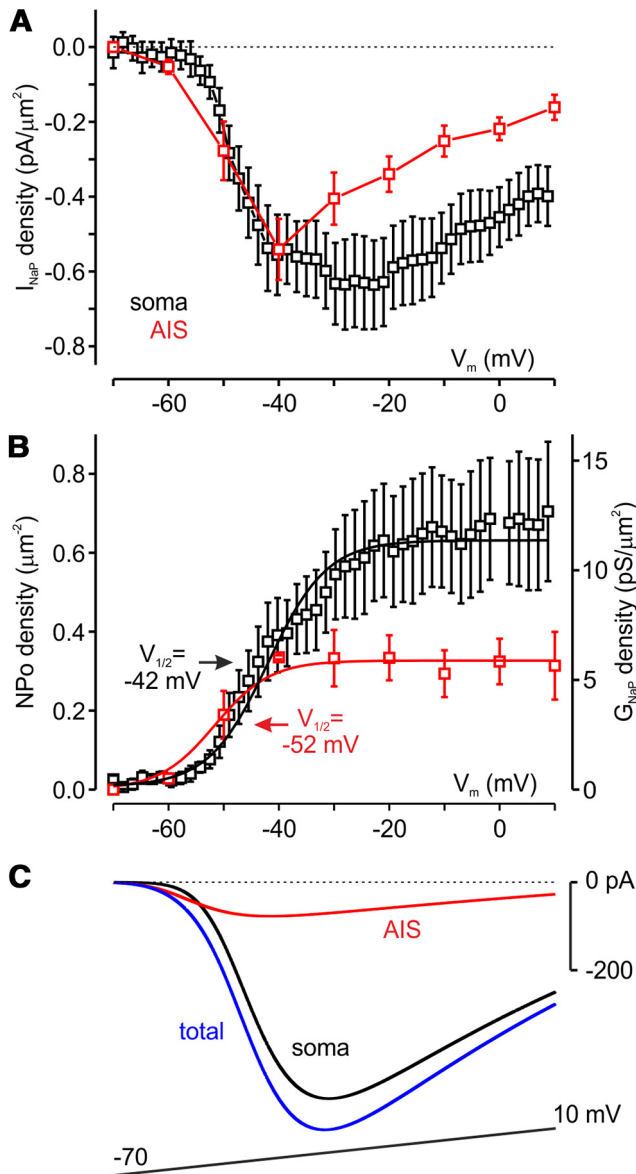 A
0.0
-0.2
-0.4
-0.6
-0.8
I_NaP density (pA/μm²)
soma
AIS
V_m (mV)
-60 -40 -20 0
B
0.8
0.6
0.4
0.2
0.0
NPo density (μm⁻²)
15
10
5
0
G_NaP density (pS/μm²)
V_1/2=
-42 mV
V_1/2=
-52 mV
V_m (mV)
-60 -40 -20 0
C
0 pA
AIS
-200
total
soma
10 mV
-70